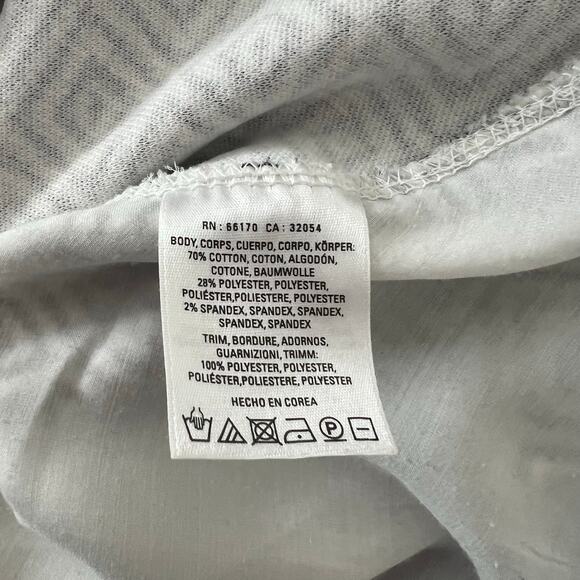 RN : 66170 CA : 32054
BODY, CORPS, CUERPO, CORPO, KÖRPER:
70% COTTON, COTON, ALGODÓN,
COTONE, BAUMWOLLE
28% POLYESTER, POLYESTER,
POLIÉSTER,POLIESTERE, POLYESTER
2% SPANDEX, SPANDEX, SPANDEX,
SPANDEX, SPANDEX
TRIM, BORDURE, ADORNOS,
GUARNIZIONI, TRIMM:
100% POLYESTER, POLYESTER,
POLIÉSTER,POLIESTERE, POLYESTER
HECHO EN COREA
P